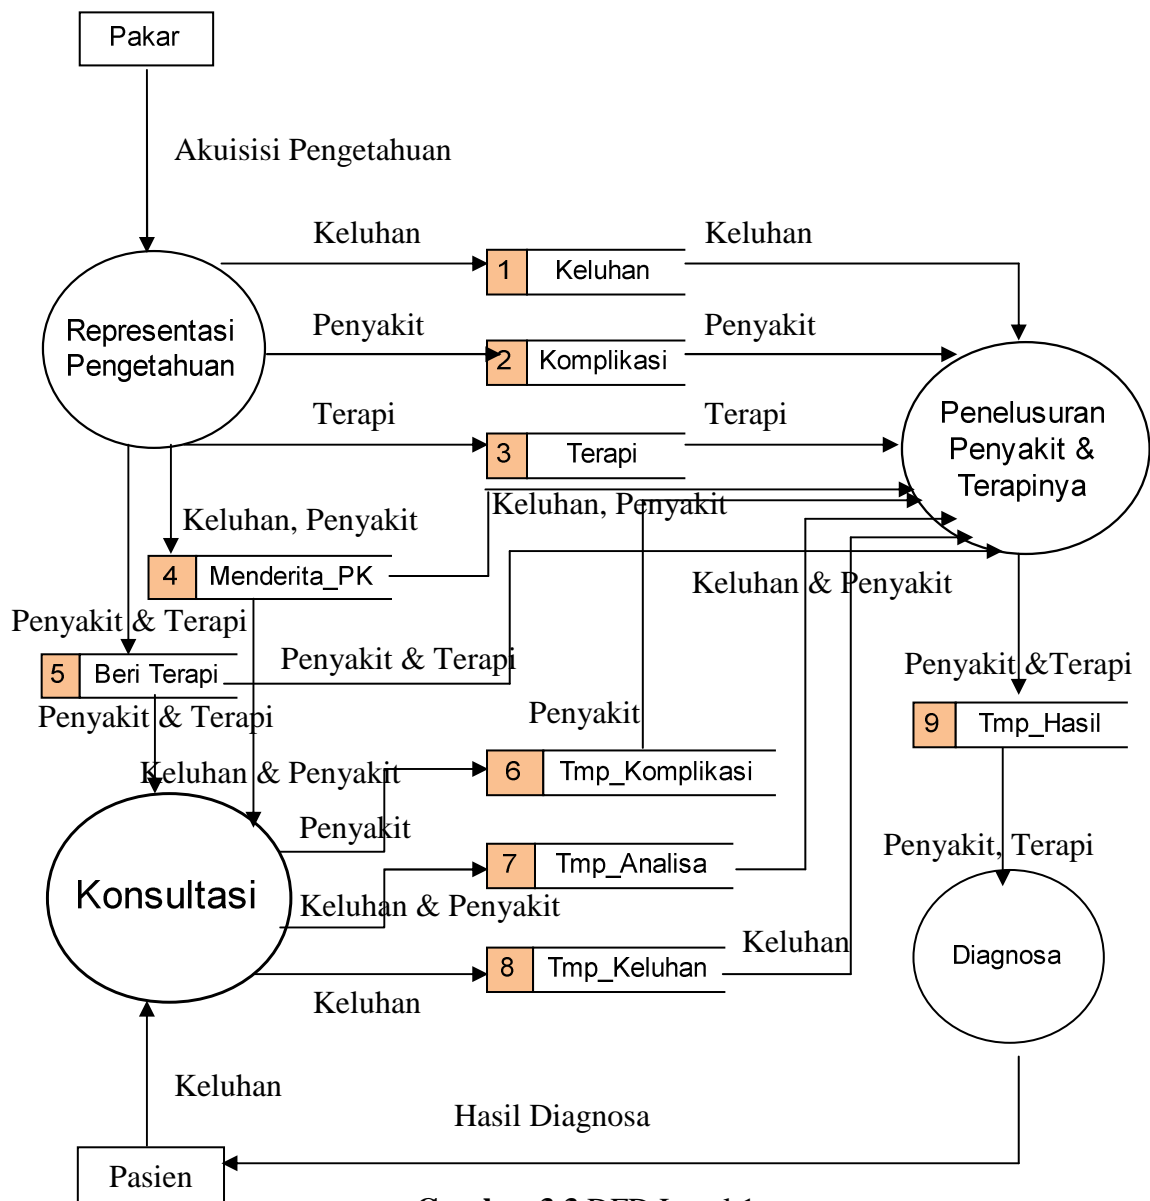 Pakar
Akuisisi Pengetahuan
Keluhan
Keluhan
1 Keluhan
Representasi
Pengetahuan
Penyakit
Penyakit
2 Komplikasi
Terapi
Terapi
3 Terapi
Penelusuran
Penyakit &
Terapinya
Keluhan, Penyakit
Keluhan, Penyakit
4 Menderita_PK
Keluhan & Penyakit
Penyakit & Terapi
5 Beri Terapi
Penyakit & Terapi
Penyakit &Terapi
Penyakit & Terapi
Penyakit
9 Tmp_Hasil
Keluhan & Penyakit
6 Tmp_Komplikasi
Penyakit
Penyakit, Terapi
7 Tmp_Analisa
Konsultasi
Keluhan & Penyakit
Keluhan
Diagnosa
8 Tmp_Keluhan
Keluhan
Keluhan
Hasil Diagnosa
Pasien